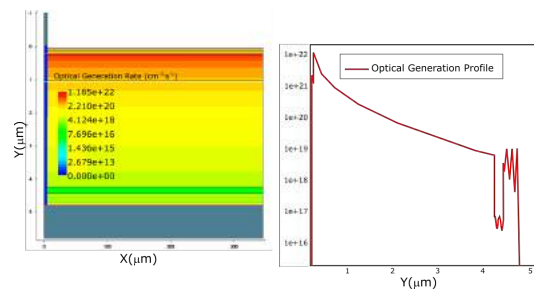 Optical Generation Rate (cm⁻³s⁻¹)
1.185e+22
2.210e+20
4.124e+18
7.696e+16
1.436e+15
2.679e+13
0.000e+00
Y(μm)
0
X(μm)
Optical Generation Profile
1e+22
1e+21
1e+20
1e+19
1e+18
1e+17
1e+16
1 2 3 4 5
Y(μm)